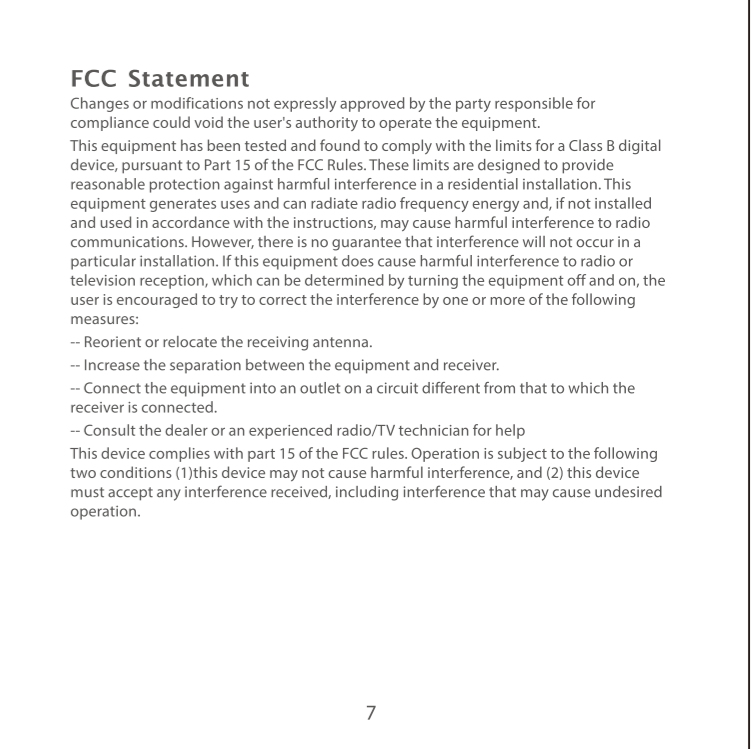 FCC Statement
Changes or modifications not expressly approved by the party responsible for
compliance could void the user's authority to operate the equipment.
This equipment has been tested and found to comply with the limits for a Class B digital
device, pursuant to Part 15 of the FCC Rules. These limits are designed to provide
reasonable protection against harmful interference in a residential installation. This
equipment generates uses and can radiate radio frequency energy and, if not installed
and used in accordance with the instructions, may cause harmful interference to radio
communications. However, there is no guarantee that interference will not occur in a
particular installation. If this equipment does cause harmful interference to radio or
television reception, which can be determined by turning the equipment off and on, the
user is encouraged to try to correct the interference by one or more of the following
measures:
-- Reorient or relocate the receiving antenna.
-- Increase the separation between the equipment and receiver.
-- Connect the equipment into an outlet on a circuit different from that to which the
receiver is connected.
-- Consult the dealer or an experienced radio/TV technician for help
This device complies with part 15 of the FCC rules. Operation is subject to the following
two conditions (1)this device may not cause harmful interference, and (2) this device
must accept any interference received, including interference that may cause undesired
operation.
7